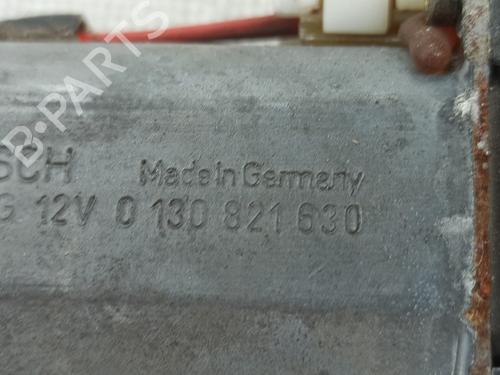 SCH Made in Germany
G 12V 0 130 821 630
B-PARTS